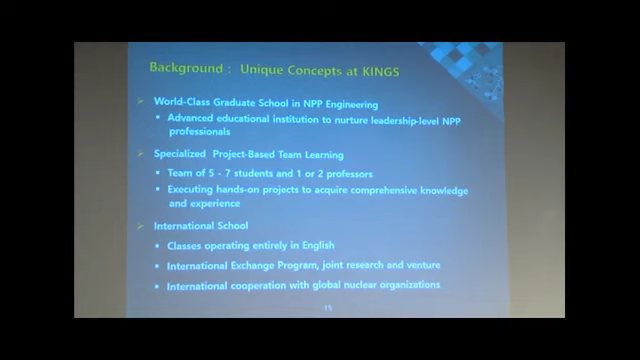 Background : Unique Concepts at KINGS
➢ World-Class Graduate School in NPP Engineering
▪ Advanced educational institution to nurture leadership-level NPP
professionals
➢ Specialized Project-Based Team Learning
▪ Team of 5 - 7 students and 1 or 2 professors
▪ Executing hands-on projects to acquire comprehensive knowledge
and experience
➢ International School
▪ Classes operating entirely in English
▪ International Exchange Program, joint research and venture
▪ International cooperation with global nuclear organizations
15